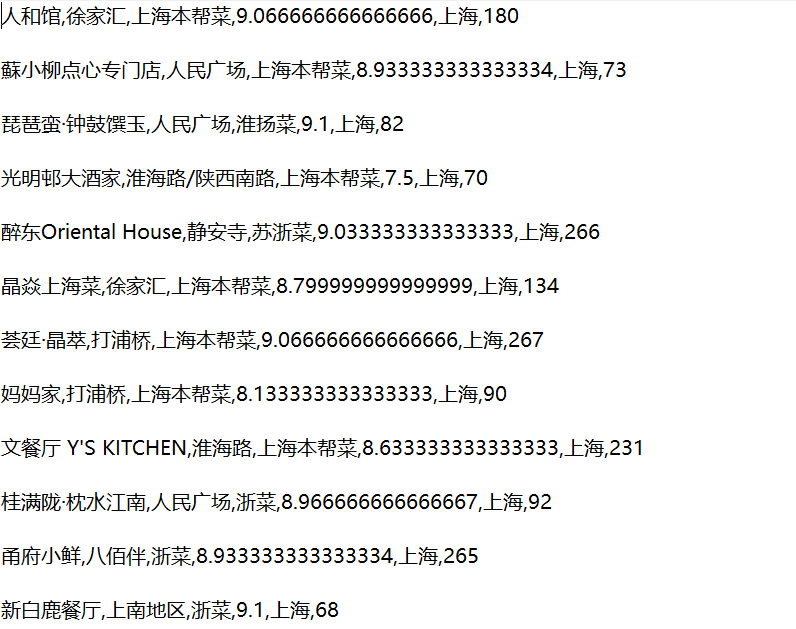 人和馆,徐家汇,上海本帮菜,9.066666666666666,上海,180
蘇小柳点心专门店,人民广场,上海本帮菜,8.933333333333334,上海,73
琵琶蛮·钟鼓馔玉,人民广场,淮扬菜,9.1,上海,82
光明邨大酒家,淮海路/陕西南路,上海本帮菜,7.5,上海,70
醉东Oriental House,静安寺,苏浙菜,9.033333333333333,上海,266
晶焱上海菜,徐家汇,上海本帮菜,8.799999999999999,上海,134
荟廷·晶萃,打浦桥,上海本帮菜,9.066666666666666,上海,267
妈妈家,打浦桥,上海本帮菜,8.133333333333333,上海,90
文餐厅 Y'S KITCHEN,淮海路,上海本帮菜,8.633333333333333,上海,231
桂满陇·枕水江南,人民广场,浙菜,8.966666666666667,上海,92
甬府小鲜,八佰伴,浙菜,8.933333333333334,上海,265
新白鹿餐厅,上南地区,浙菜,9.1,上海,68